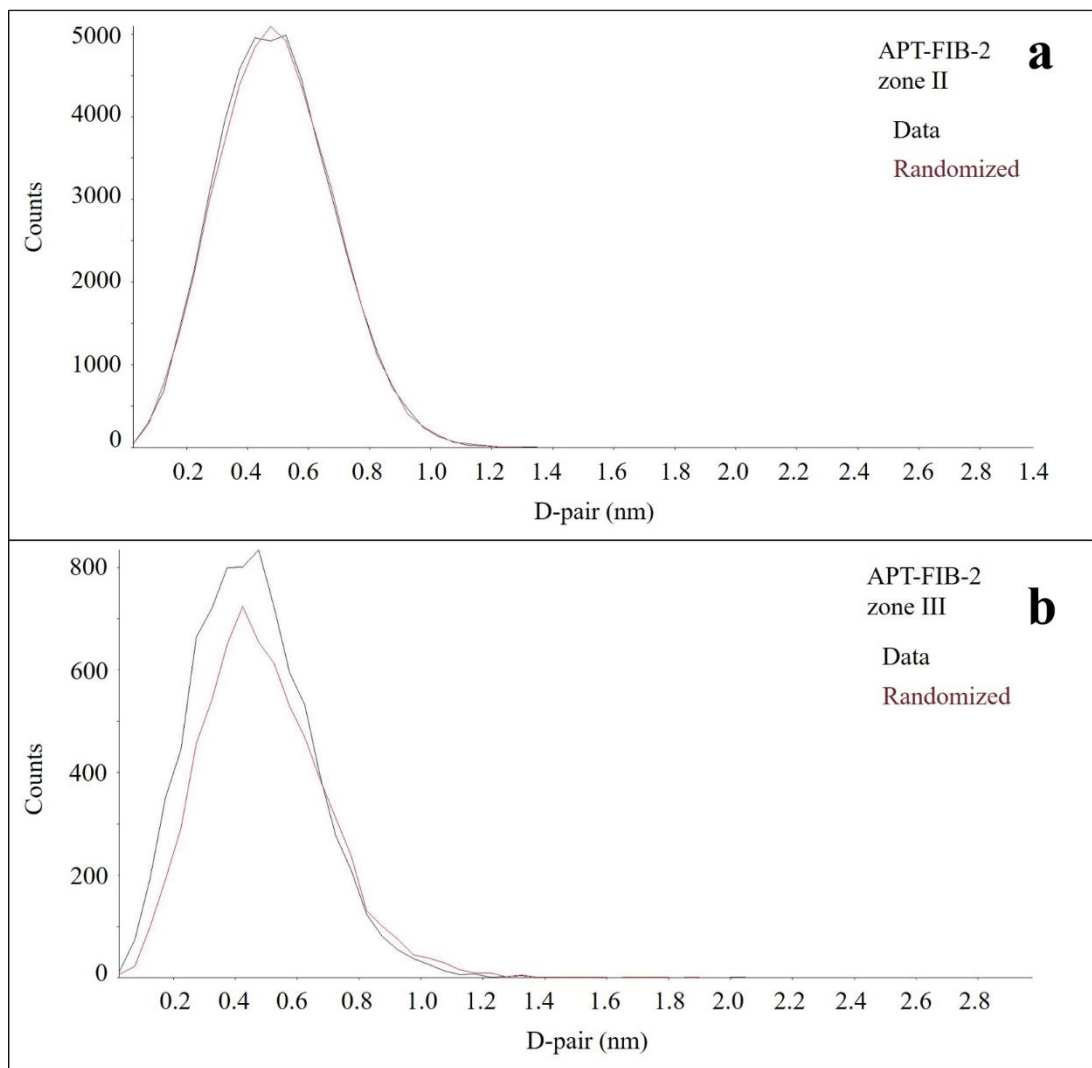 a
APT-FIB-2
zone II
Data
Randomized
Counts
5000
4000
3000
2000
1000
0
0.2 0.4 0.6 0.8 1.0 1.2 1.4 1.6 1.8 2.0 2.2 2.4 2.6 2.8 1.4
D-pair (nm)
b
APT-FIB-2
zone III
Data
Randomized
Counts
800
600
400
200
0
0.2 0.4 0.6 0.8 1.0 1.2 1.4 1.6 1.8 2.0 2.2 2.4 2.6 2.8
D-pair (nm)